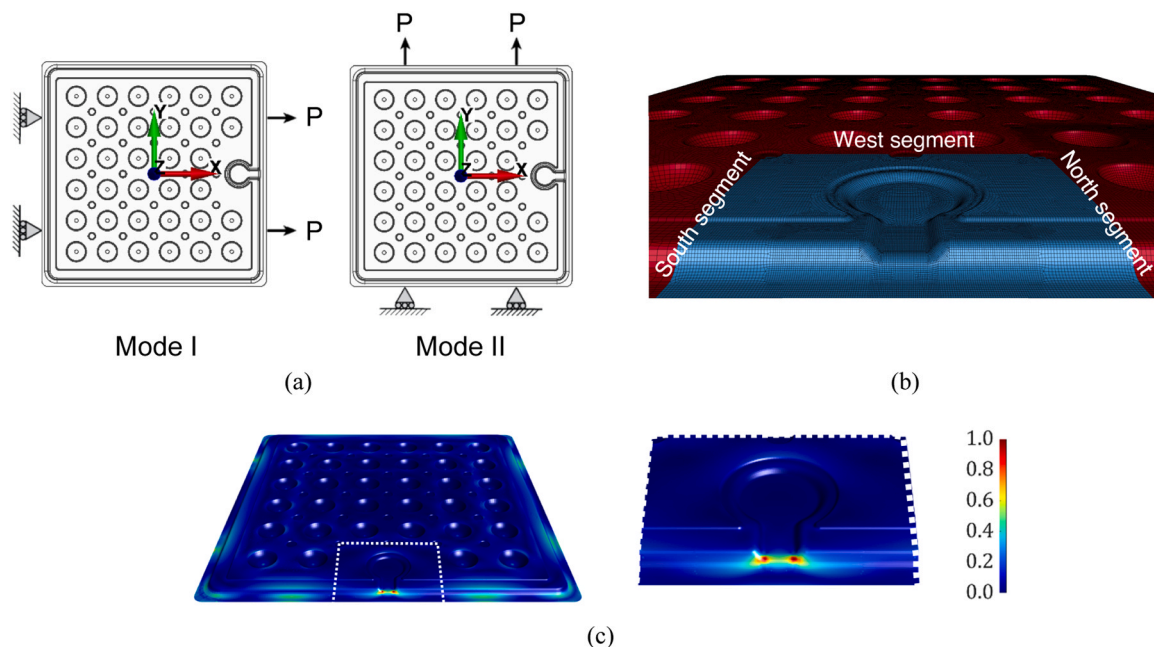 P
P
P
P
Y
Z
X
Y
Z
X
Mode I
Mode II
(a)
West segment
South segment
North segment
(b)
1.0
0.8
0.6
0.4
0.2
0.0
(c)